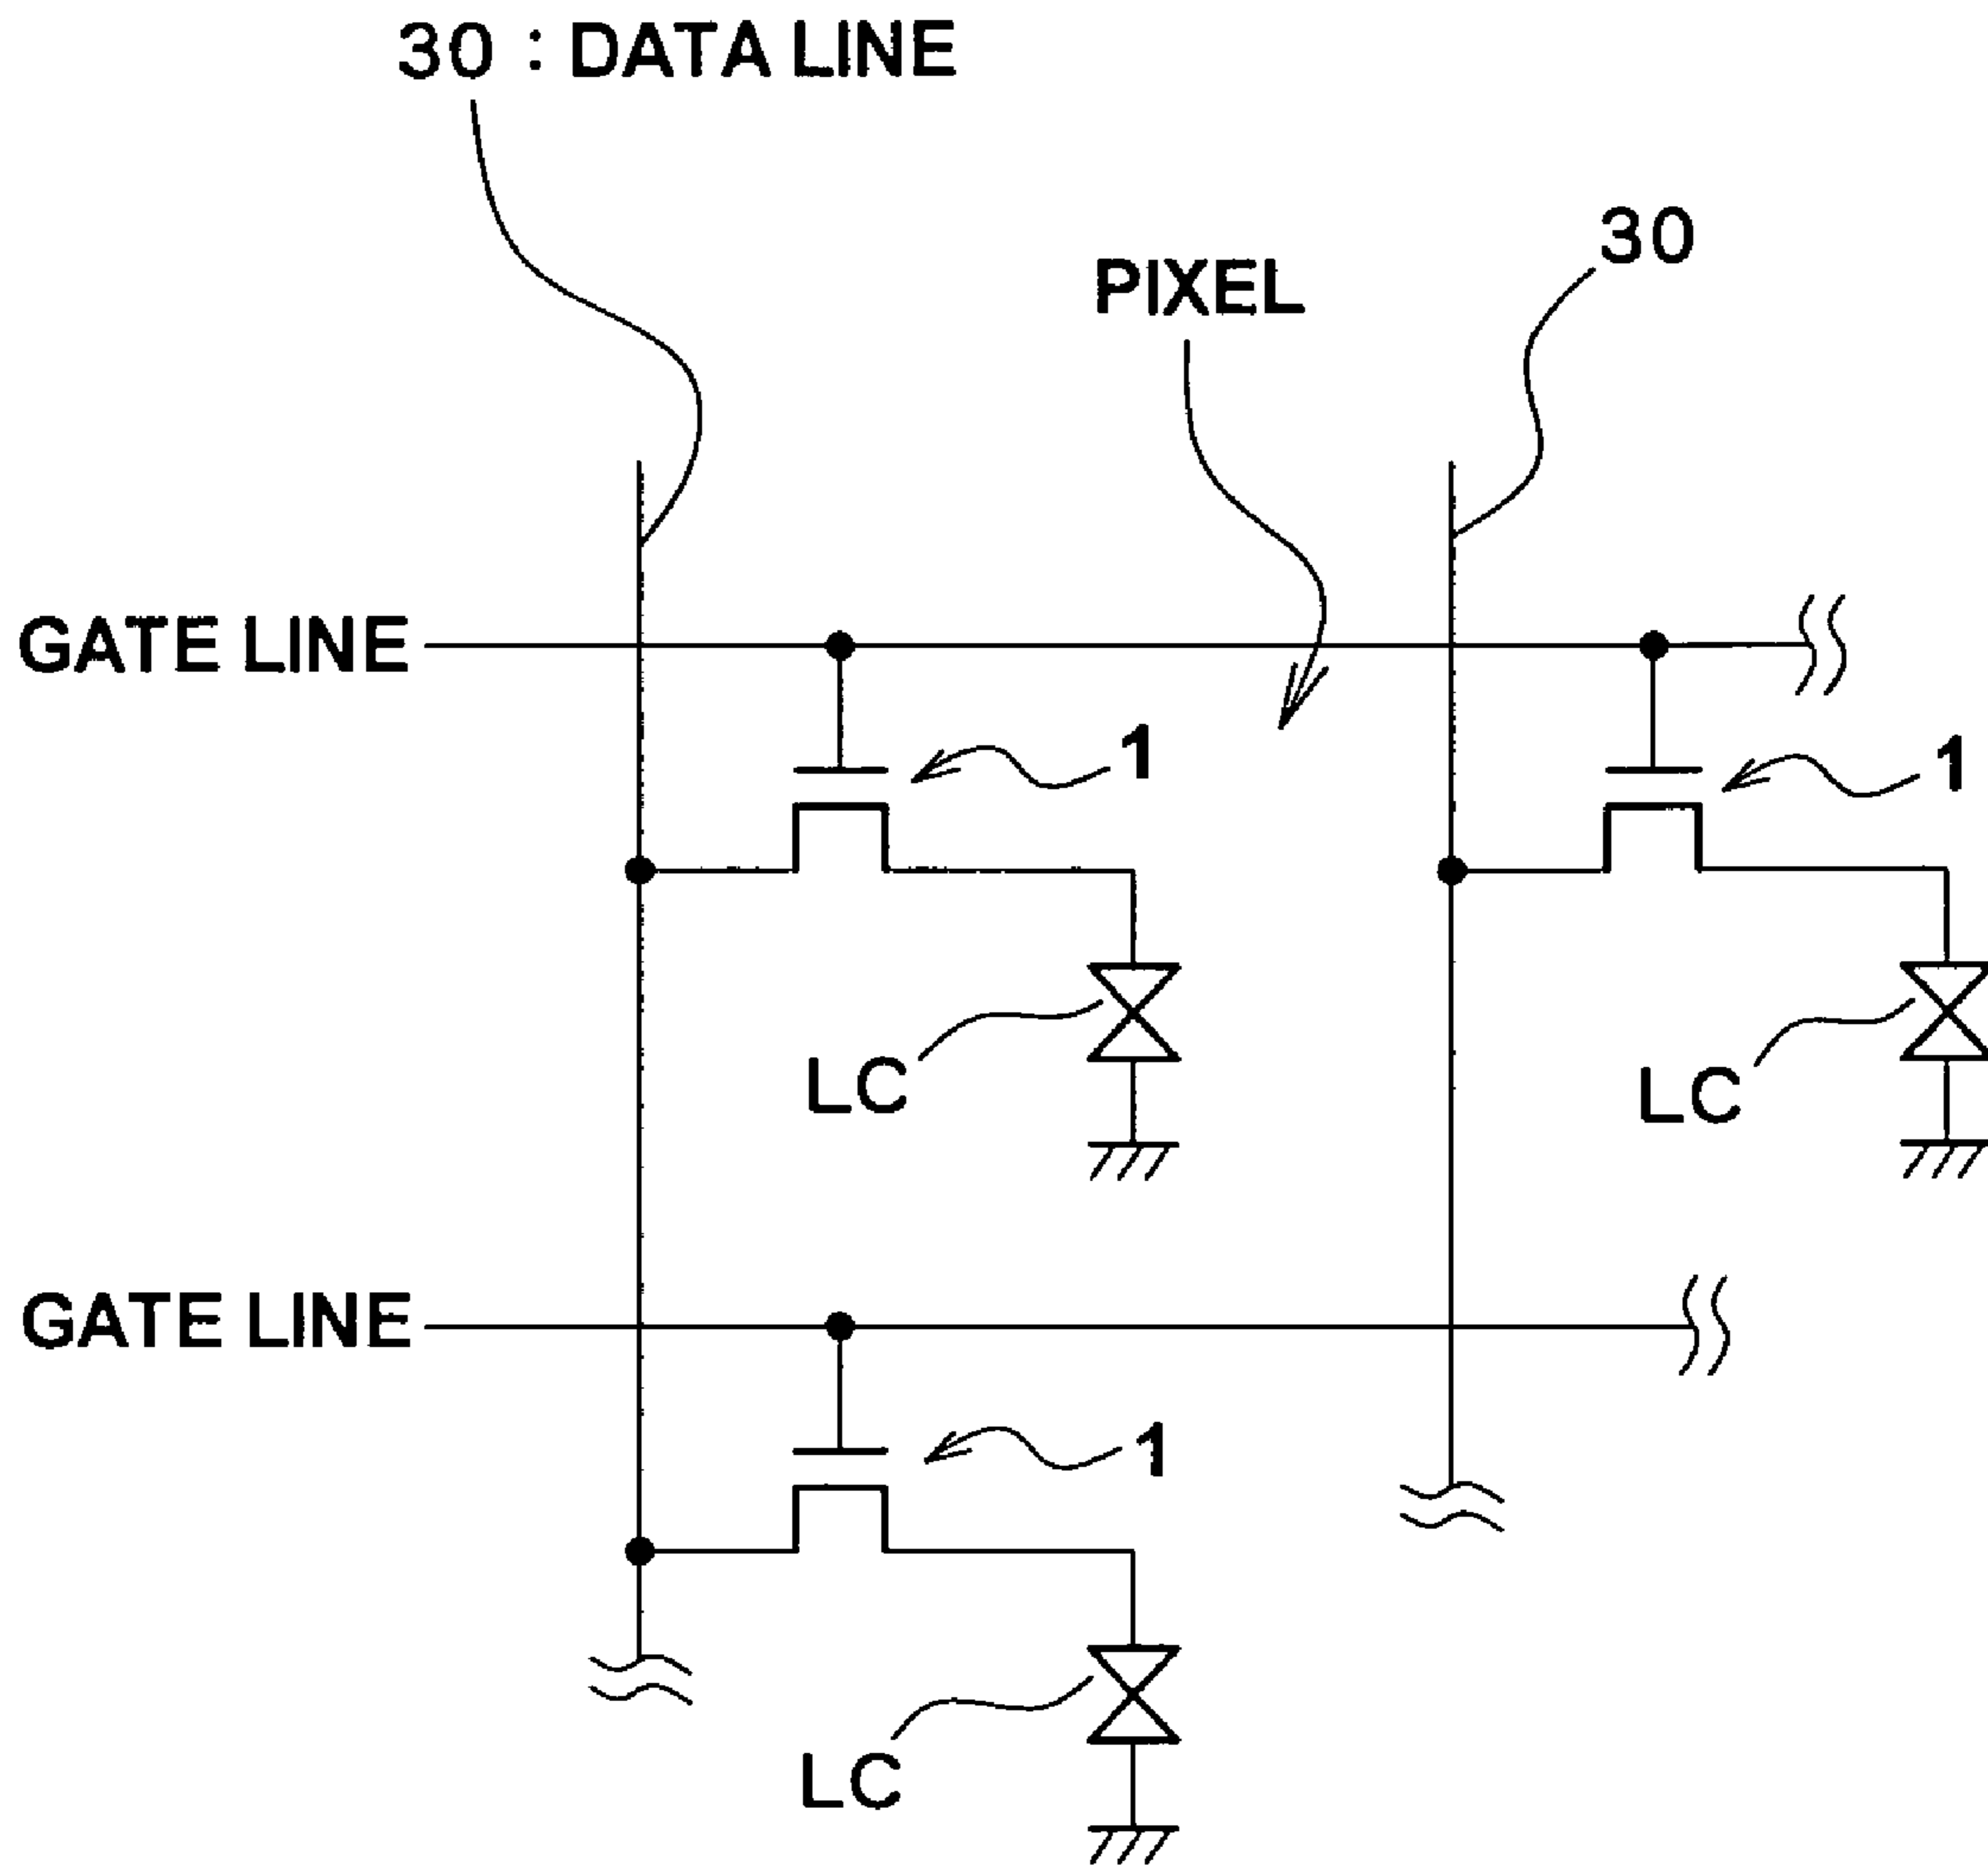 30 : DATA LINE
30
PIXEL
GATE LINE
1
1
LC
LC
GATE LINE
1
LC